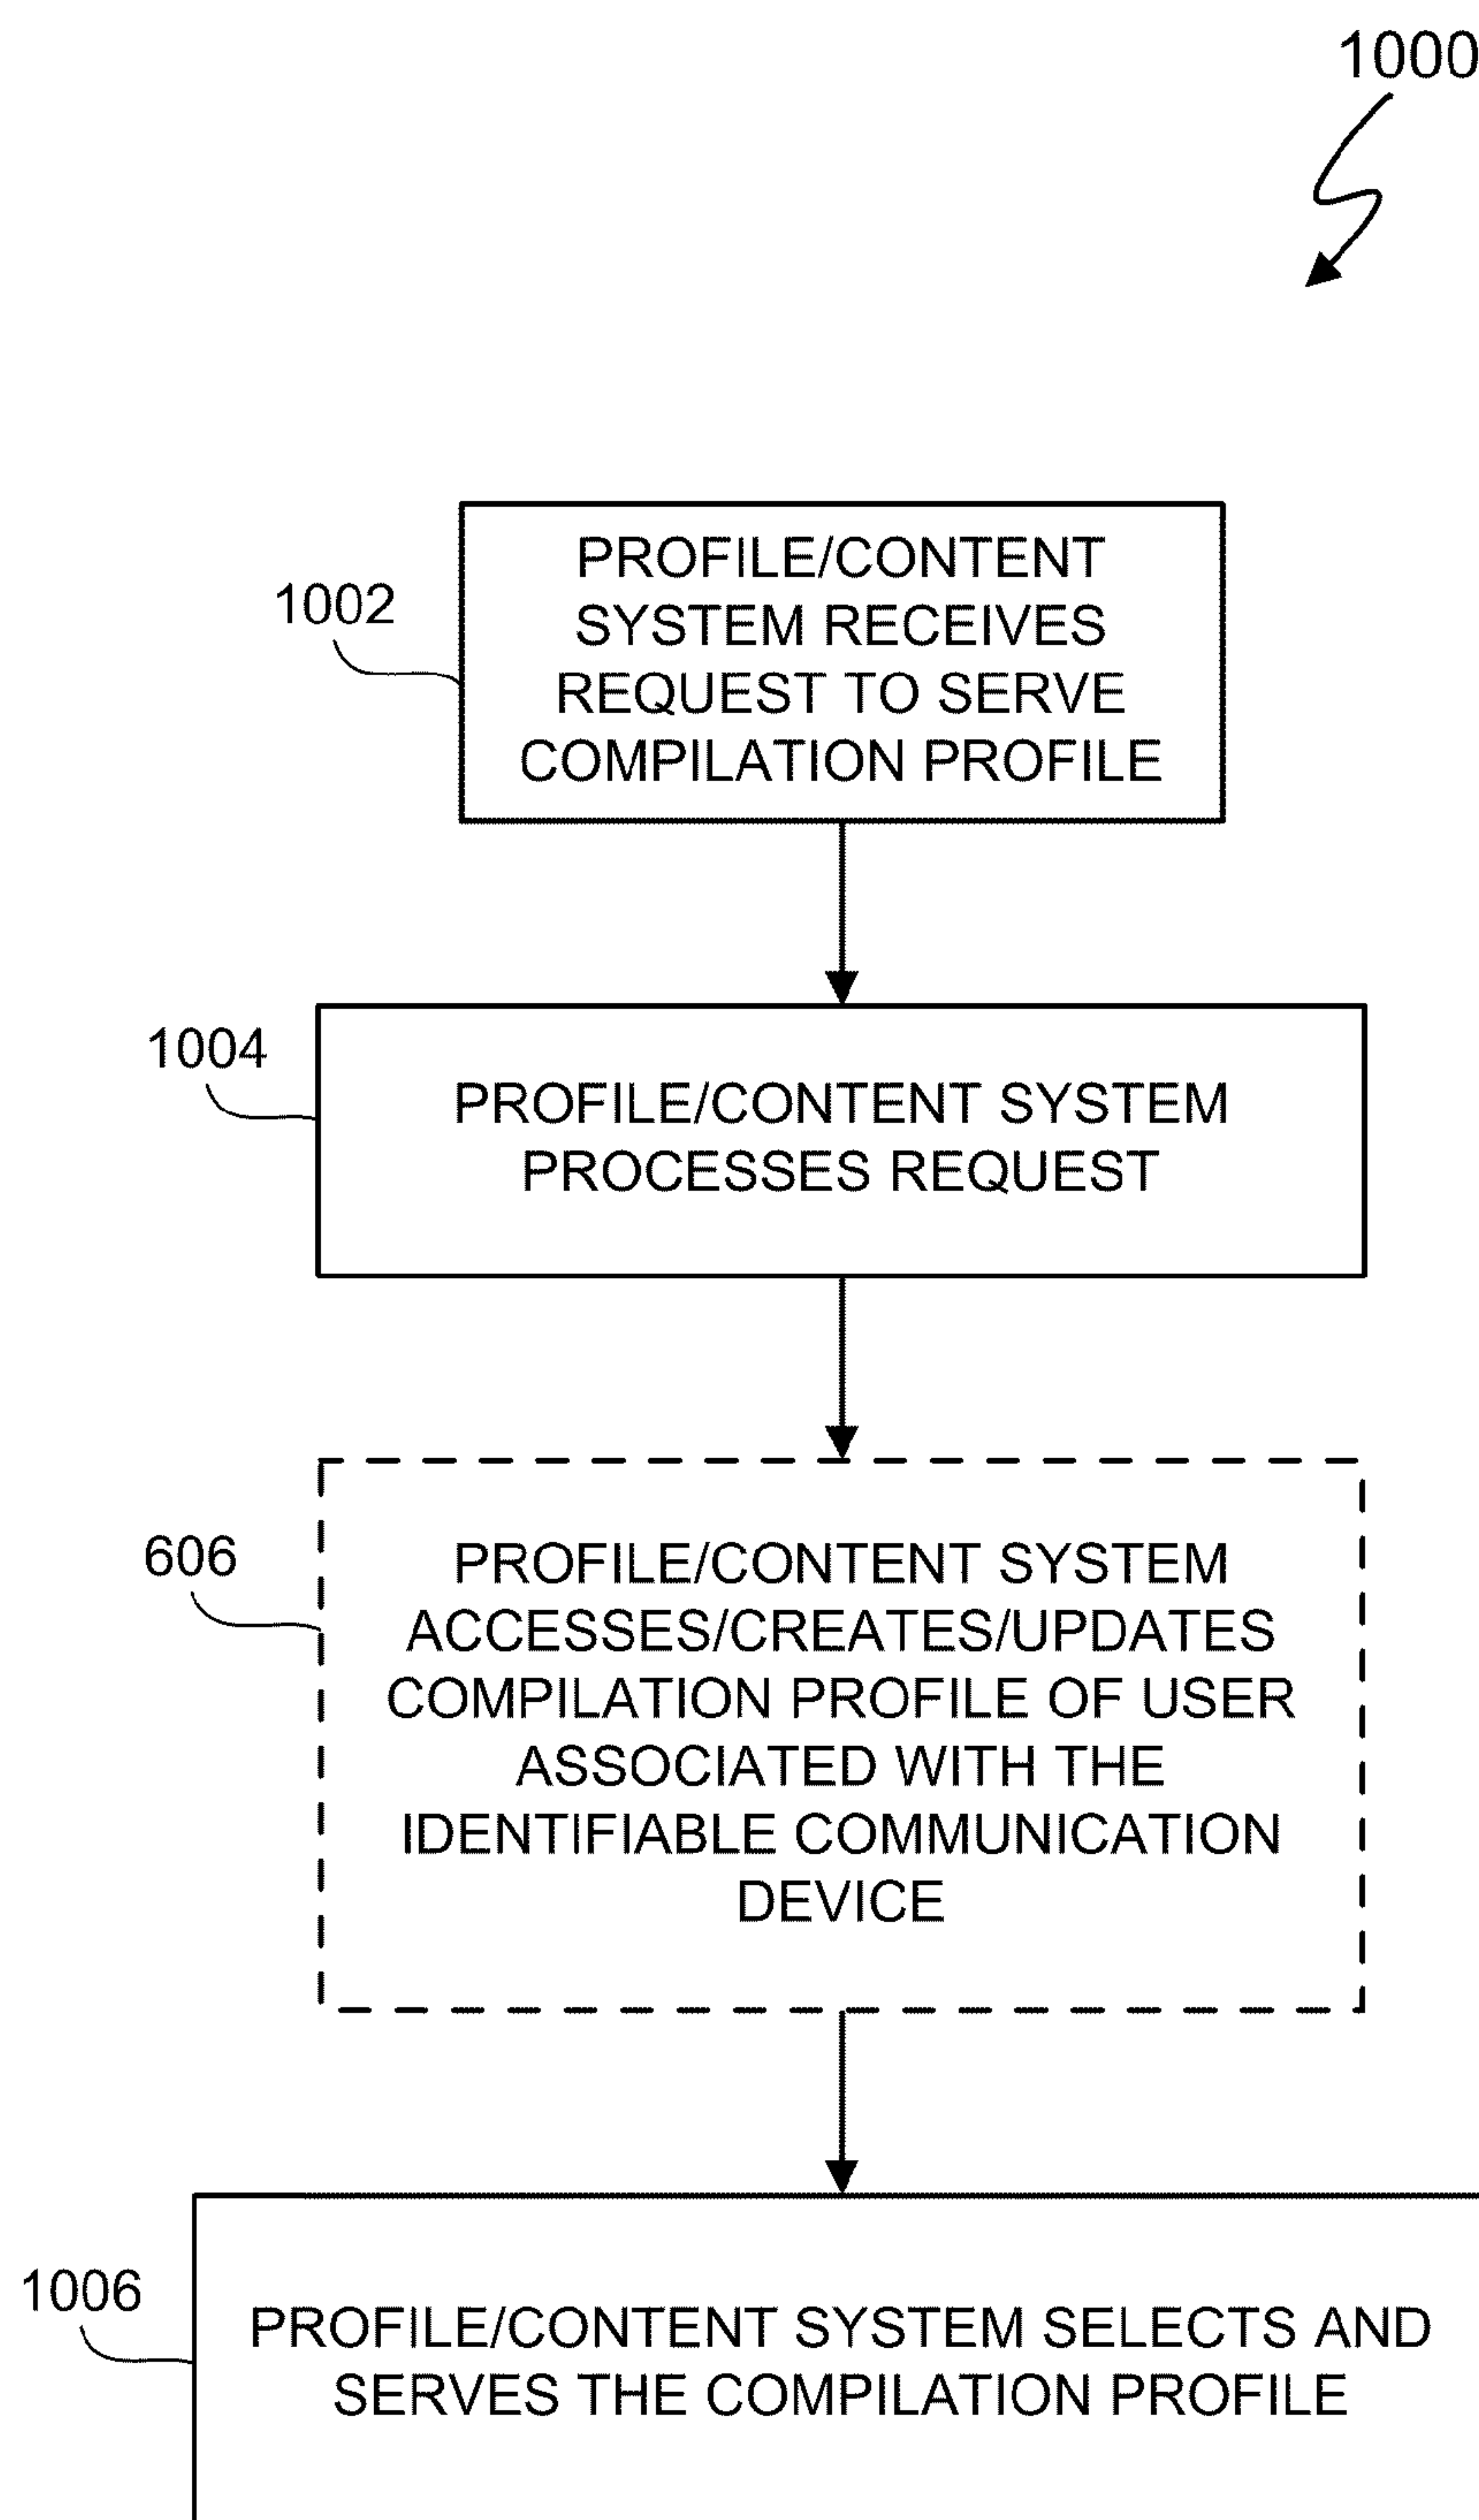 1000
1002
PROFILE/CONTENT
SYSTEM RECEIVES
REQUEST TO SERVE
COMPILATION PROFILE
1004
PROFILE/CONTENT SYSTEM
PROCESSES REQUEST
606
PROFILE/CONTENT SYSTEM
ACCESSES/CREATES/UPDATES
COMPILATION PROFILE OF USER
ASSOCIATED WITH THE
IDENTIFIABLE COMMUNICATION
DEVICE
1006
PROFILE/CONTENT SYSTEM SELECTS AND
SERVES THE COMPILATION PROFILE